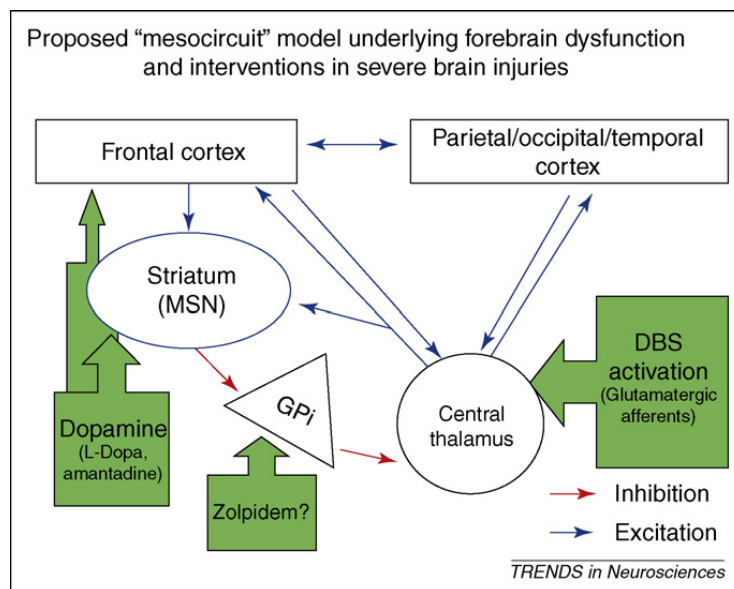 Proposed “mesocircuit” model underlying forebrain dysfunction
and interventions in severe brain injuries
Frontal cortex
Parietal/occipital/temporal
cortex
Striatum
(MSN)
DBS
activation
(Glutamatergic
afferents)
GPi
Central
thalamus
Dopamine
(L-Dopa,
amantadine)
Zolpidem?
Inhibition
Excitation
TRENDS in Neurosciences